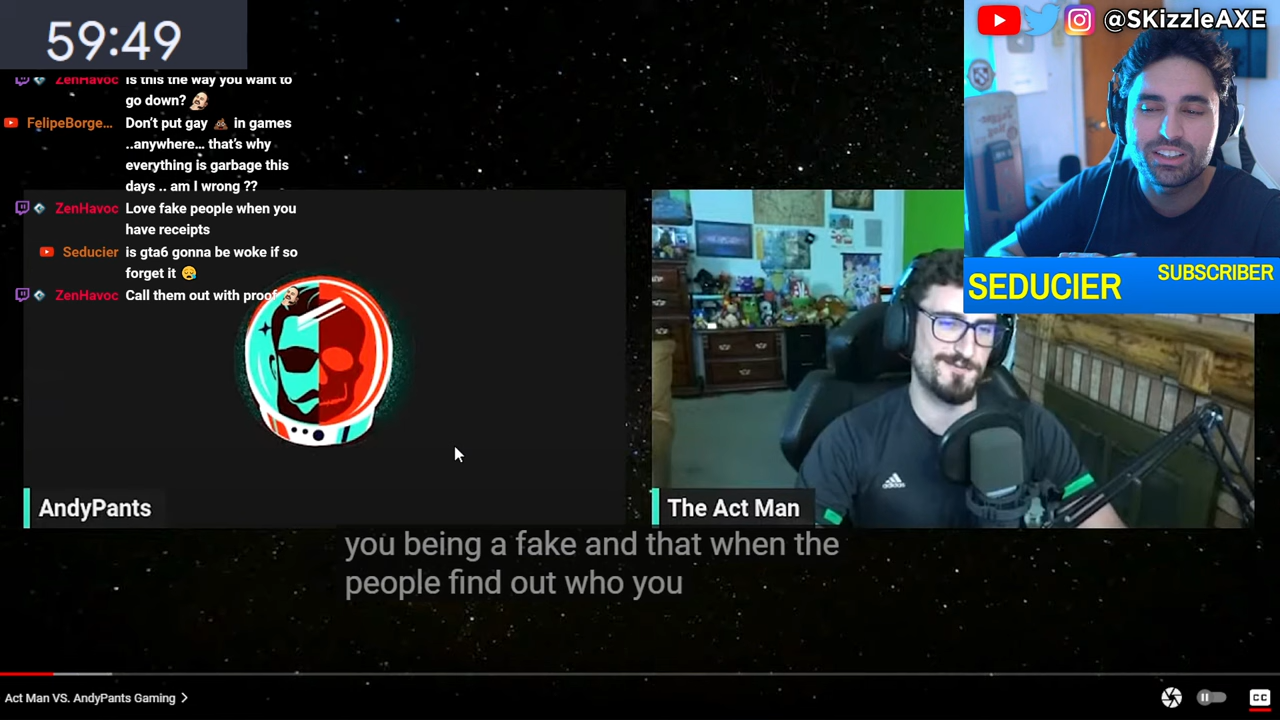 59:49
@SKizzleAXE
ZenHavoc Is this the way you want to
go down?
FelipeBorge... Don't put gay 💩 in games
..anywhere... that's why
everything is garbage this
days .. am I wrong ??
ZenHavoc Love fake people when you
have receipts
Seducier is gta6 gonna be woke if so
forget it 😪
ZenHavoc Call them out with proof
SEDUCIER SUBSCRIBER
AndyPants
The Act Man
you being a fake and that when the
people find out who you
Act Man VS. AndyPants Gaming >
CC